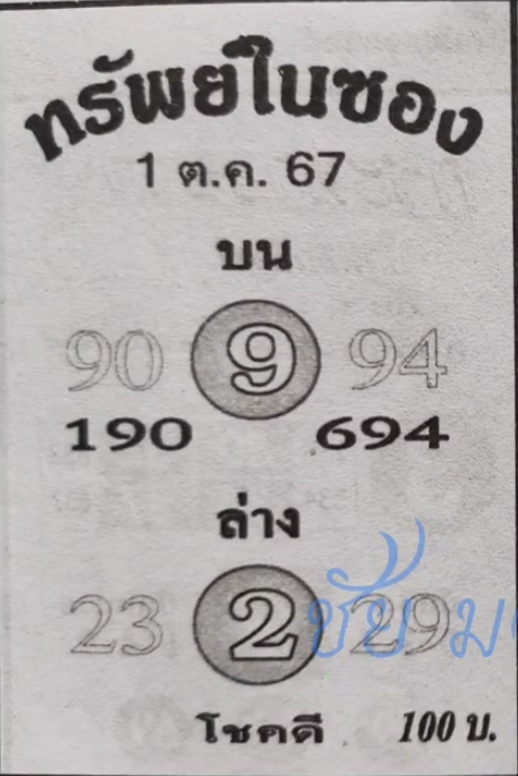 ทรัพย์ในซอง
1 ต.ค. 67
บน
90 9 94
190 694
ล่าง
23 2 29
โชคดี 100 บ.